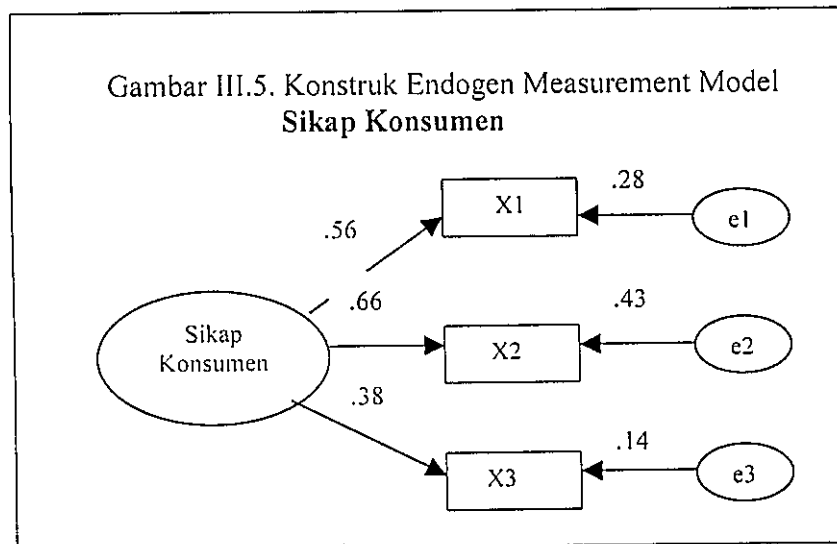 Gambar III.5. Konstruk Endogen Measurement Model
Sikap Konsumen
X1
.28
e1
.56
.66
Sikap
Konsumen
X2
.43
e2
.38
X3
.14
e3